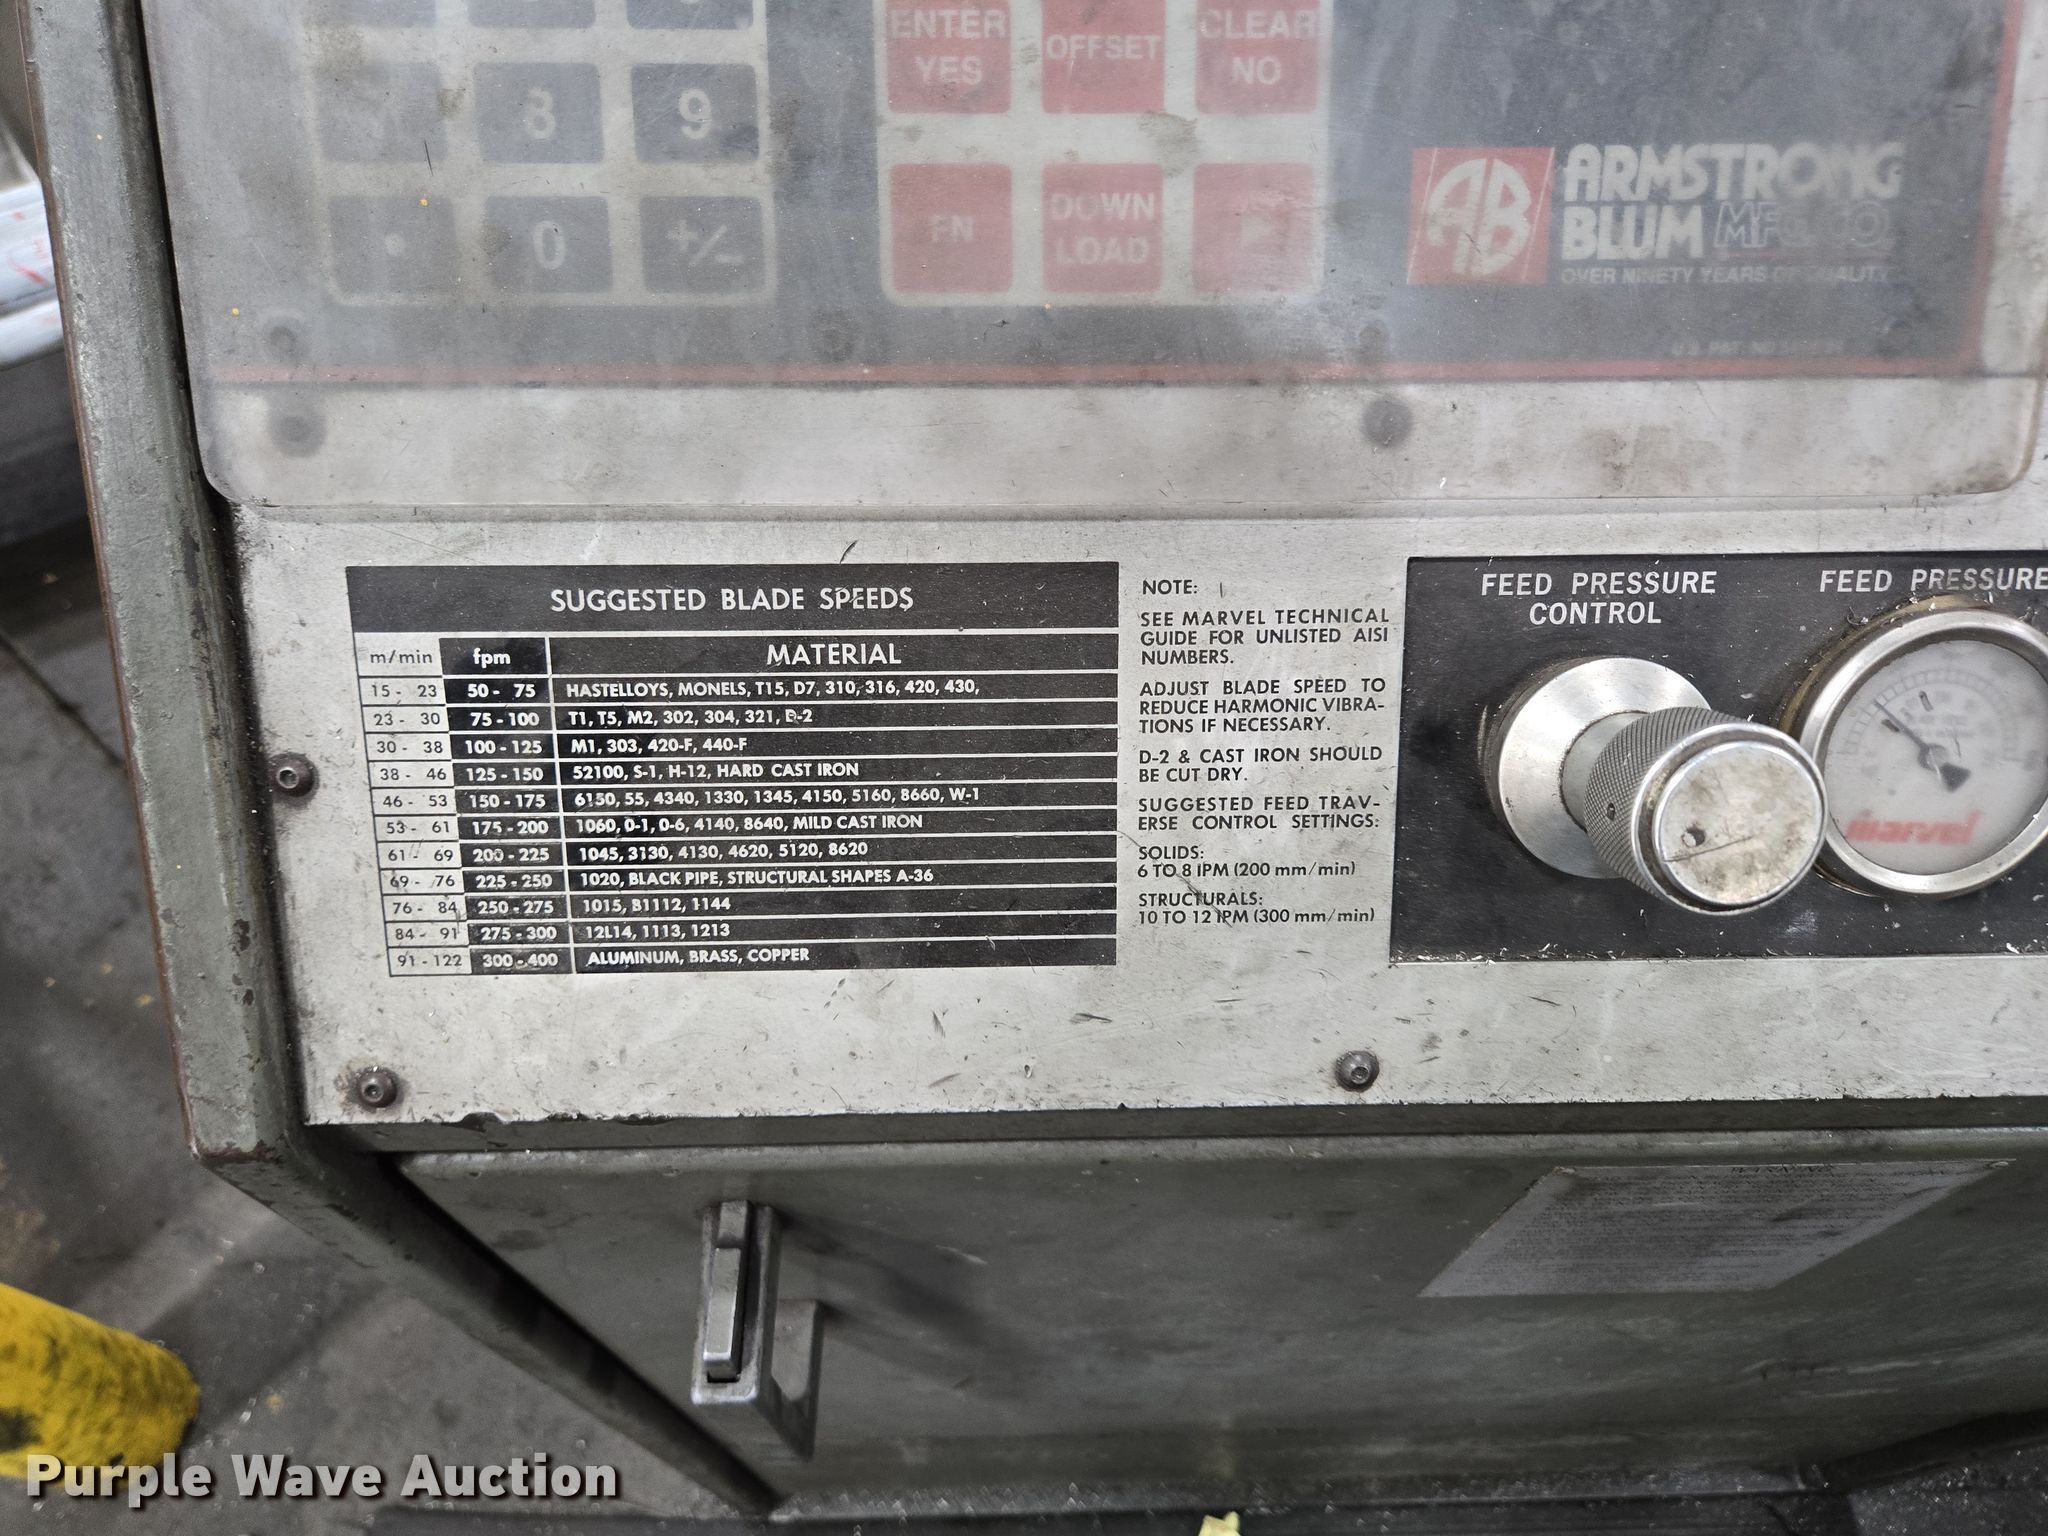 ENTER YES
OFFSET
CLEAR NO
8 9
FN
DOWN LOAD
. 0 +/-
AB ARMSTRONG
BLUM MFG. CO.
OVER NINETY YEARS OF QUALITY
U.S. PAT. NO.
SUGGESTED BLADE SPEEDS
m/min fpm MATERIAL
15 - 23 50 - 75 HASTELLOYS, MONELS, T15, D7, 310, 316, 420, 430,
23 - 30 75 - 100 T1, T5, M2, 302, 304, 321, D-2
30 - 38 100 - 125 M1, 303, 420-F, 440-F
38 - 46 125 - 150 52100, S-1, H-12, HARD CAST IRON
46 - 53 150 - 175 6150, 55, 4340, 1330, 1345, 4150, 5160, 8660, W-1
53 - 61 175 - 200 1060, 0-1, 0-6, 4140, 8640, MILD CAST IRON
61 - 69 200 - 225 1045, 3130, 4130, 4620, 5120, 8620
69 - 76 225 - 250 1020, BLACK PIPE, STRUCTURAL SHAPES A-36
76 - 84 250 - 275 1015, B1112, 1144
84 - 91 275 - 300 12L14, 1113, 1213
91 - 122 300 - 400 ALUMINUM, BRASS, COPPER
NOTE:
SEE MARVEL TECHNICAL
GUIDE FOR UNLISTED AISI
NUMBERS.
ADJUST BLADE SPEED TO
REDUCE HARMONIC VIBRA-
TIONS IF NECESSARY.
D-2 & CAST IRON SHOULD
BE CUT DRY.
SUGGESTED FEED TRAV-
ERSE CONTROL SETTINGS:
SOLIDS:
6 TO 8 IPM (200 mm/min)
STRUCTURALS:
10 TO 12 IPM (300 mm/min)
FEED PRESSURE
CONTROL
FEED PRESSURE
marvel
WARNING
Purple Wave Auction